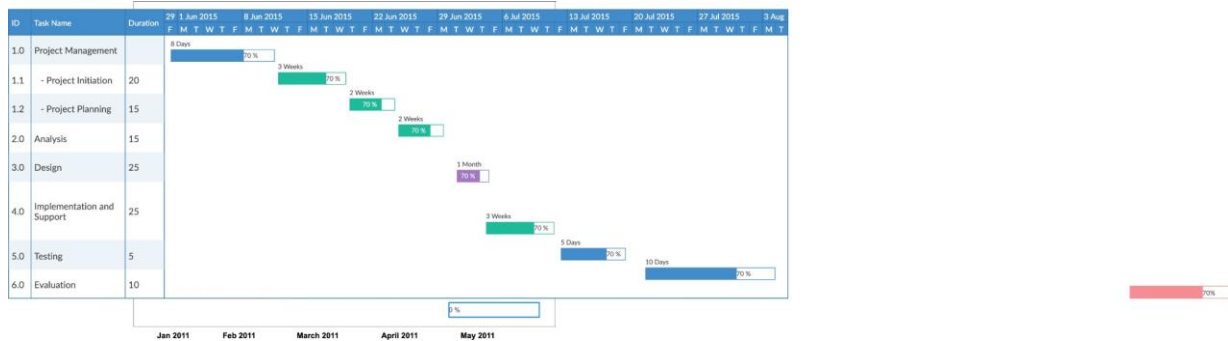 ID Task Name Duration 29 1 Jun 2015 8 Jun 2015 15 Jun 2015 22 Jun 2015 29 Jun 2015 6 Jul 2015 13 Jul 2015 20 Jul 2015 27 Jul 2015 3 Aug
F M T W T F M T W T F M T W T F M T W T F M T W T F M T W T F M T W T F M T W T F M T W T F M T
1.0 Project Management
8 Days
70 %
1.1 - Project Initiation 20
3 Weeks
70 %
1.2 - Project Planning 15
2 Weeks
70 %
2.0 Analysis 15
2 Weeks
70 %
3.0 Design 25
1 Month
70 %
4.0 Implementation and
Support 25
3 Weeks
70 %
5.0 Testing 5
5 Days
70 %
6.0 Evaluation 10
10 Days
70 %
70%
0 %
Jan 2011 Feb 2011 March 2011 April 2011 May 2011